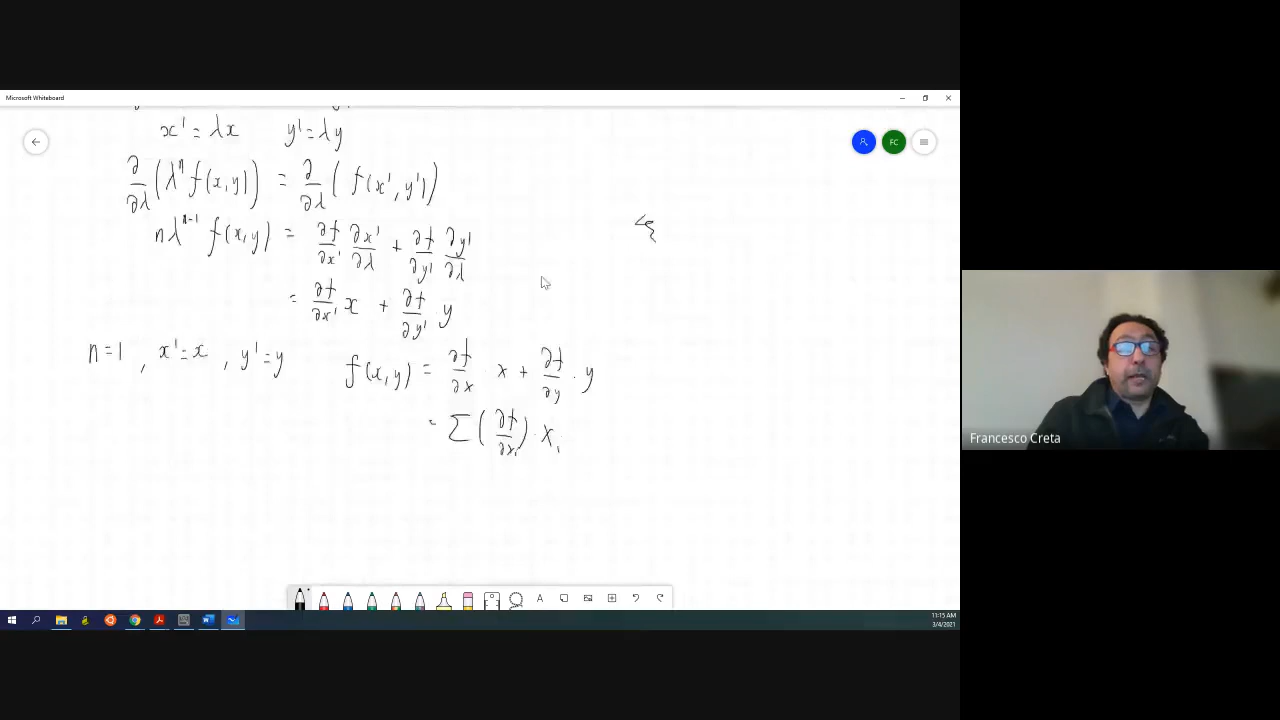 Microsoft Whiteboard
x' = λx y' = λy
FC
∂/∂λ (λⁿ f(x,y)) = ∂/∂λ ( f(x', y'))
nλⁿ⁻¹ f(x,y) = ∂f/∂x' ∂x'/∂λ + ∂f/∂y' ∂y'/∂λ
= ∂f/∂x' x + ∂f/∂y' · y
n=1 , x'=x , y'=y f(x,y) = ∂f/∂x · x + ∂f/∂y · y
= Σ (∂f/∂xᵢ) · xᵢ
Francesco Creta
A
11:15 AM
3/4/2021